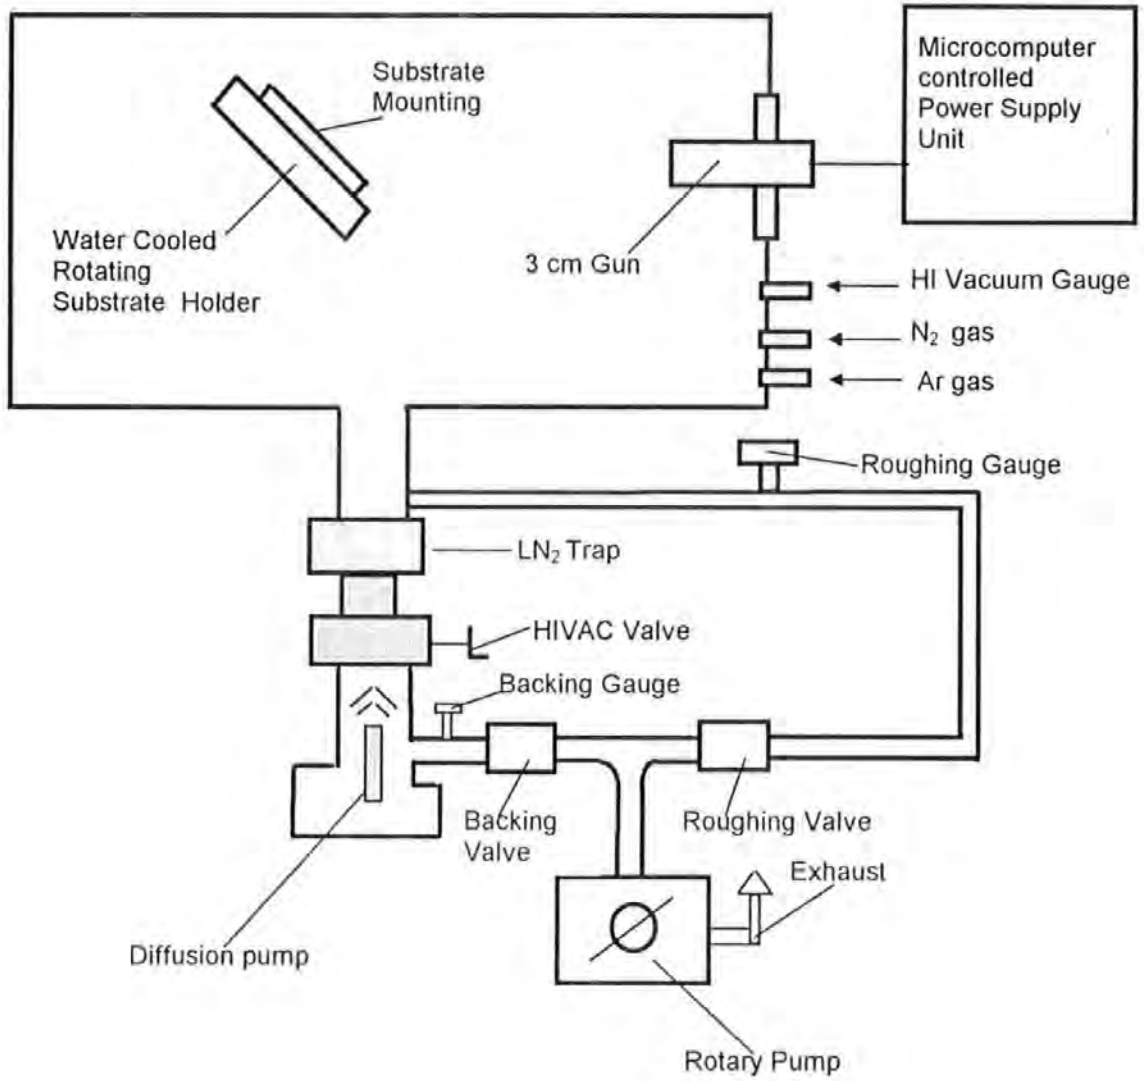 Substrate
Mounting
Microcomputer
controlled
Power Supply
Unit
Water Cooled
Rotating
Substrate Holder
3 cm Gun
HI Vacuum Gauge
N₂ gas
Ar gas
Roughing Gauge
LN₂ Trap
HIVAC Valve
Backing Gauge
Backing
Valve
Roughing Valve
Exhaust
Diffusion pump
Rotary Pump